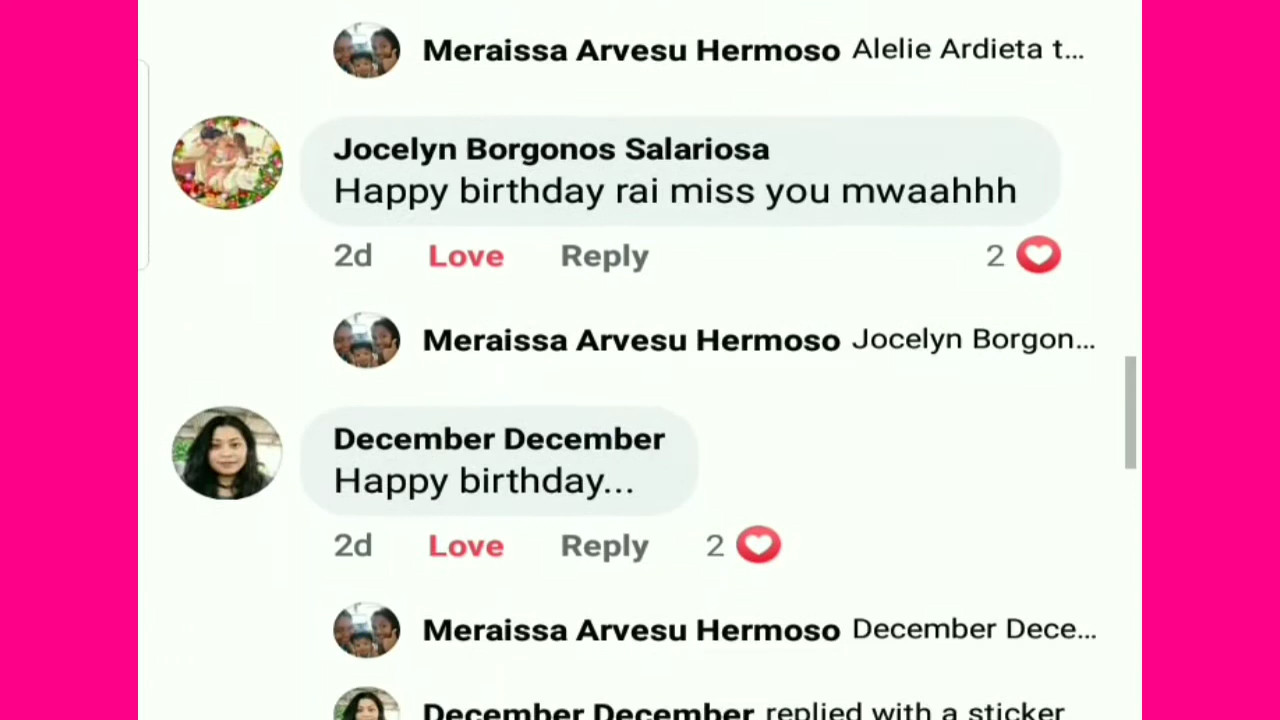 Meraissa Arvesu Hermoso Alelie Ardieta t...
Jocelyn Borgonos Salariosa
Happy birthday rai miss you mwaahhh
2d Love Reply 2
Meraissa Arvesu Hermoso Jocelyn Borgon...
December December
Happy birthday...
2d Love Reply 2
Meraissa Arvesu Hermoso December Dece...
December December replied with a sticker